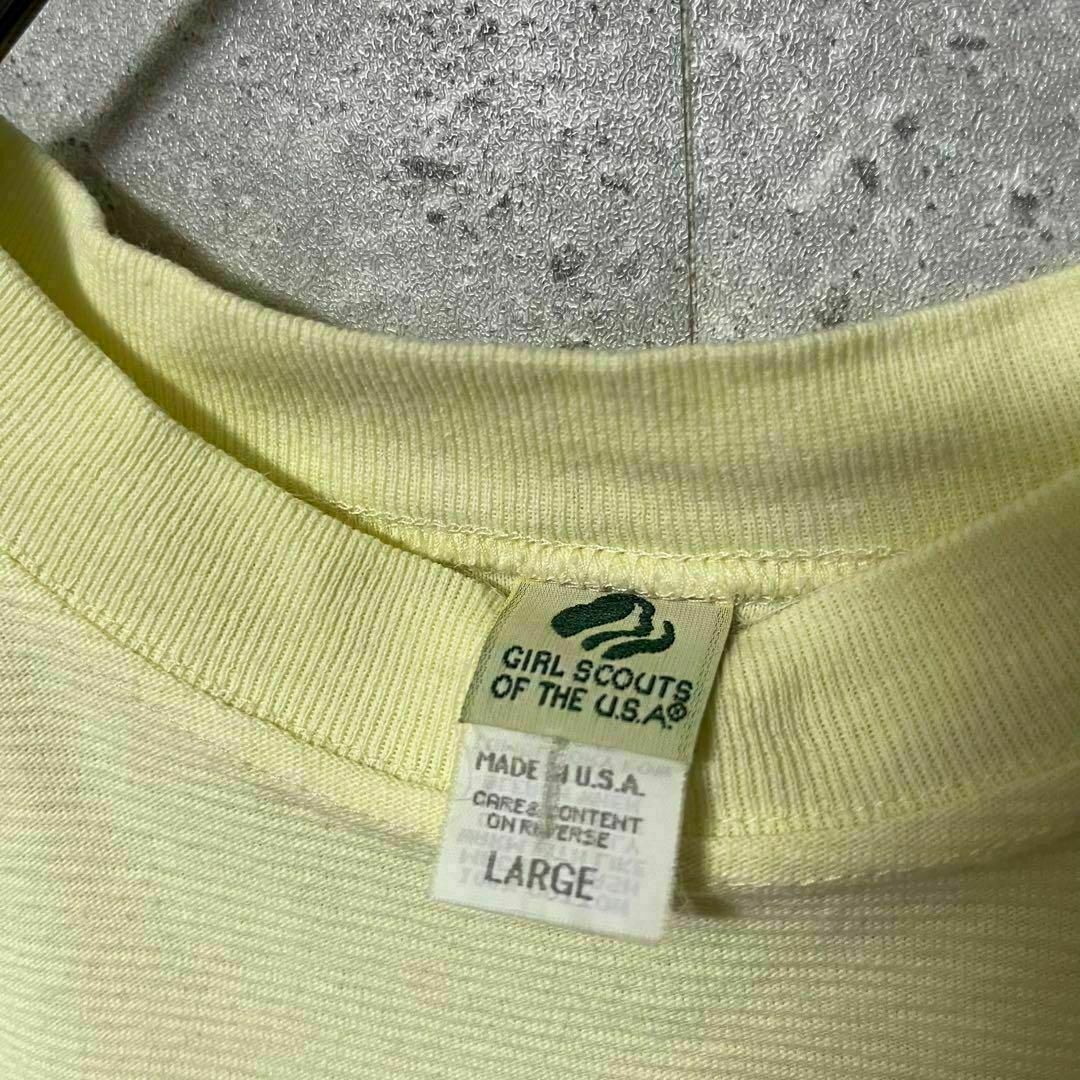 GIRL SCOUTS
OF THE U.S.A.®
MADE IN U.S.A.
CARE & CONTENT
ON REVERSE
LARGE